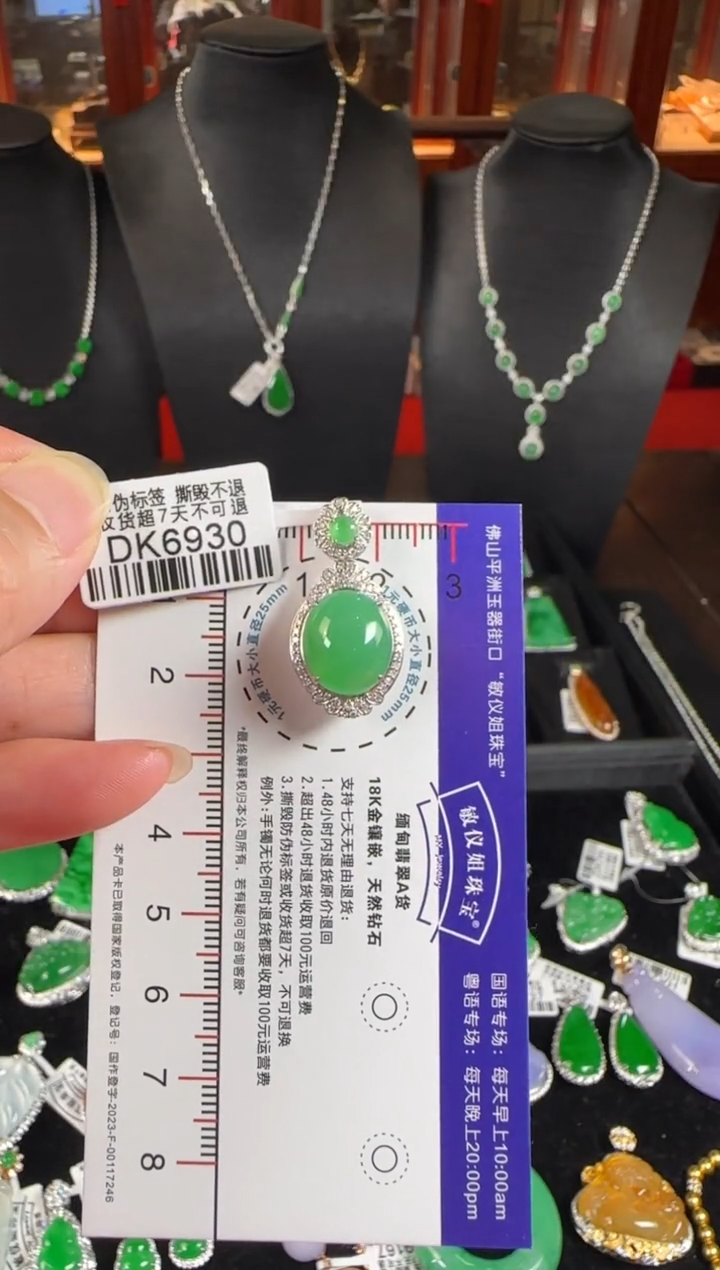 伪标签 撕毁不退
收货超7天不可退
DK6930
1
2
3
1元硬币大小直径25mm
1元硬币大小直径25mm
2
4
5
6
7
8
佛山平洲玉器街口 “敏仪姐珠宝”
敏仪姐珠宝®
国语专场: 每天早上10:00am
粤语专场: 每天晚上20:00pm
缅甸翡翠A货
18K金镶嵌, 天然钻石
支持七天无理由退货:
1.48小时内退货原价退回
2.超出48小时退货收取100元运营费
3.撕毁防伪标签或收货超7天, 不可退换
例外:手镯无论何时退货都要收取100元运营费
*最终解释权归本公司所有, 若有疑问可咨询客服*
本产品卡已取得国家版权登记, 登记号: 国作登字-2023-F-00117246